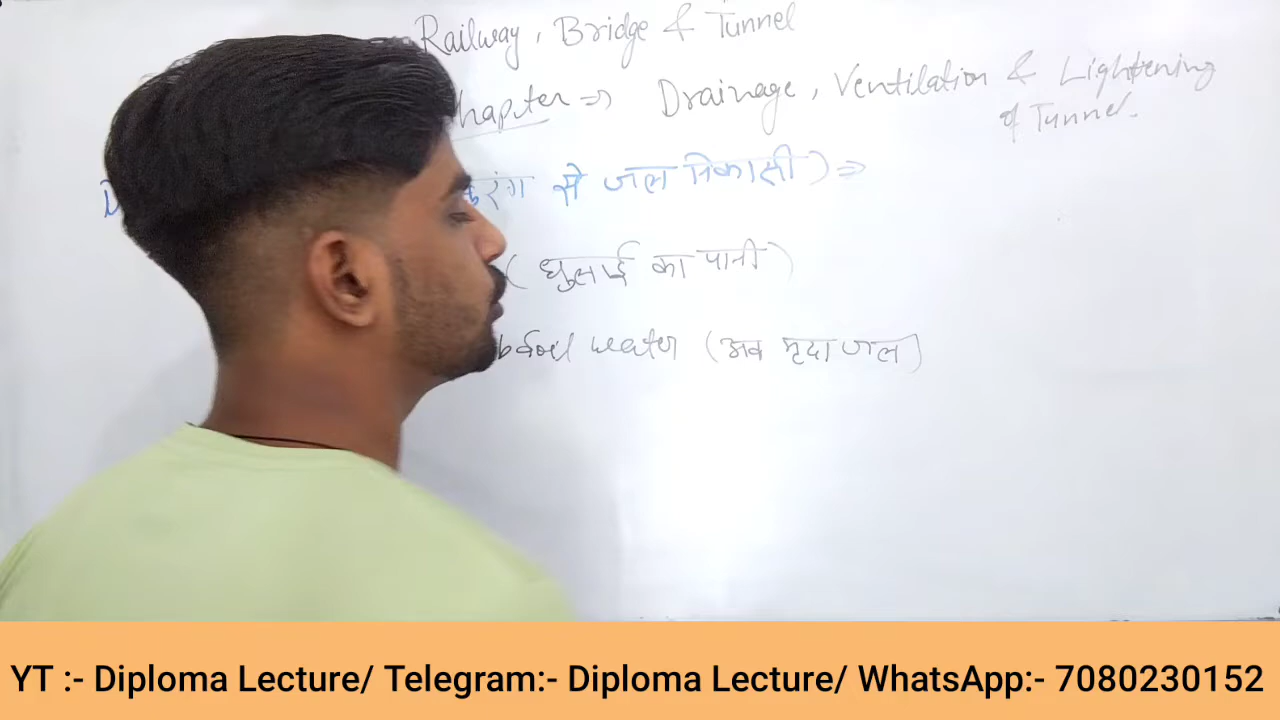 Railway, Bridge & Tunnel
hapter => Drainage, Ventilation & Lightening
of Tunnel.
रंग से जल निकासी) =>
(धुलाई का पानी)
water (अव मृदा जल)
YT :- Diploma Lecture/ Telegram:- Diploma Lecture/ WhatsApp:- 7080230152